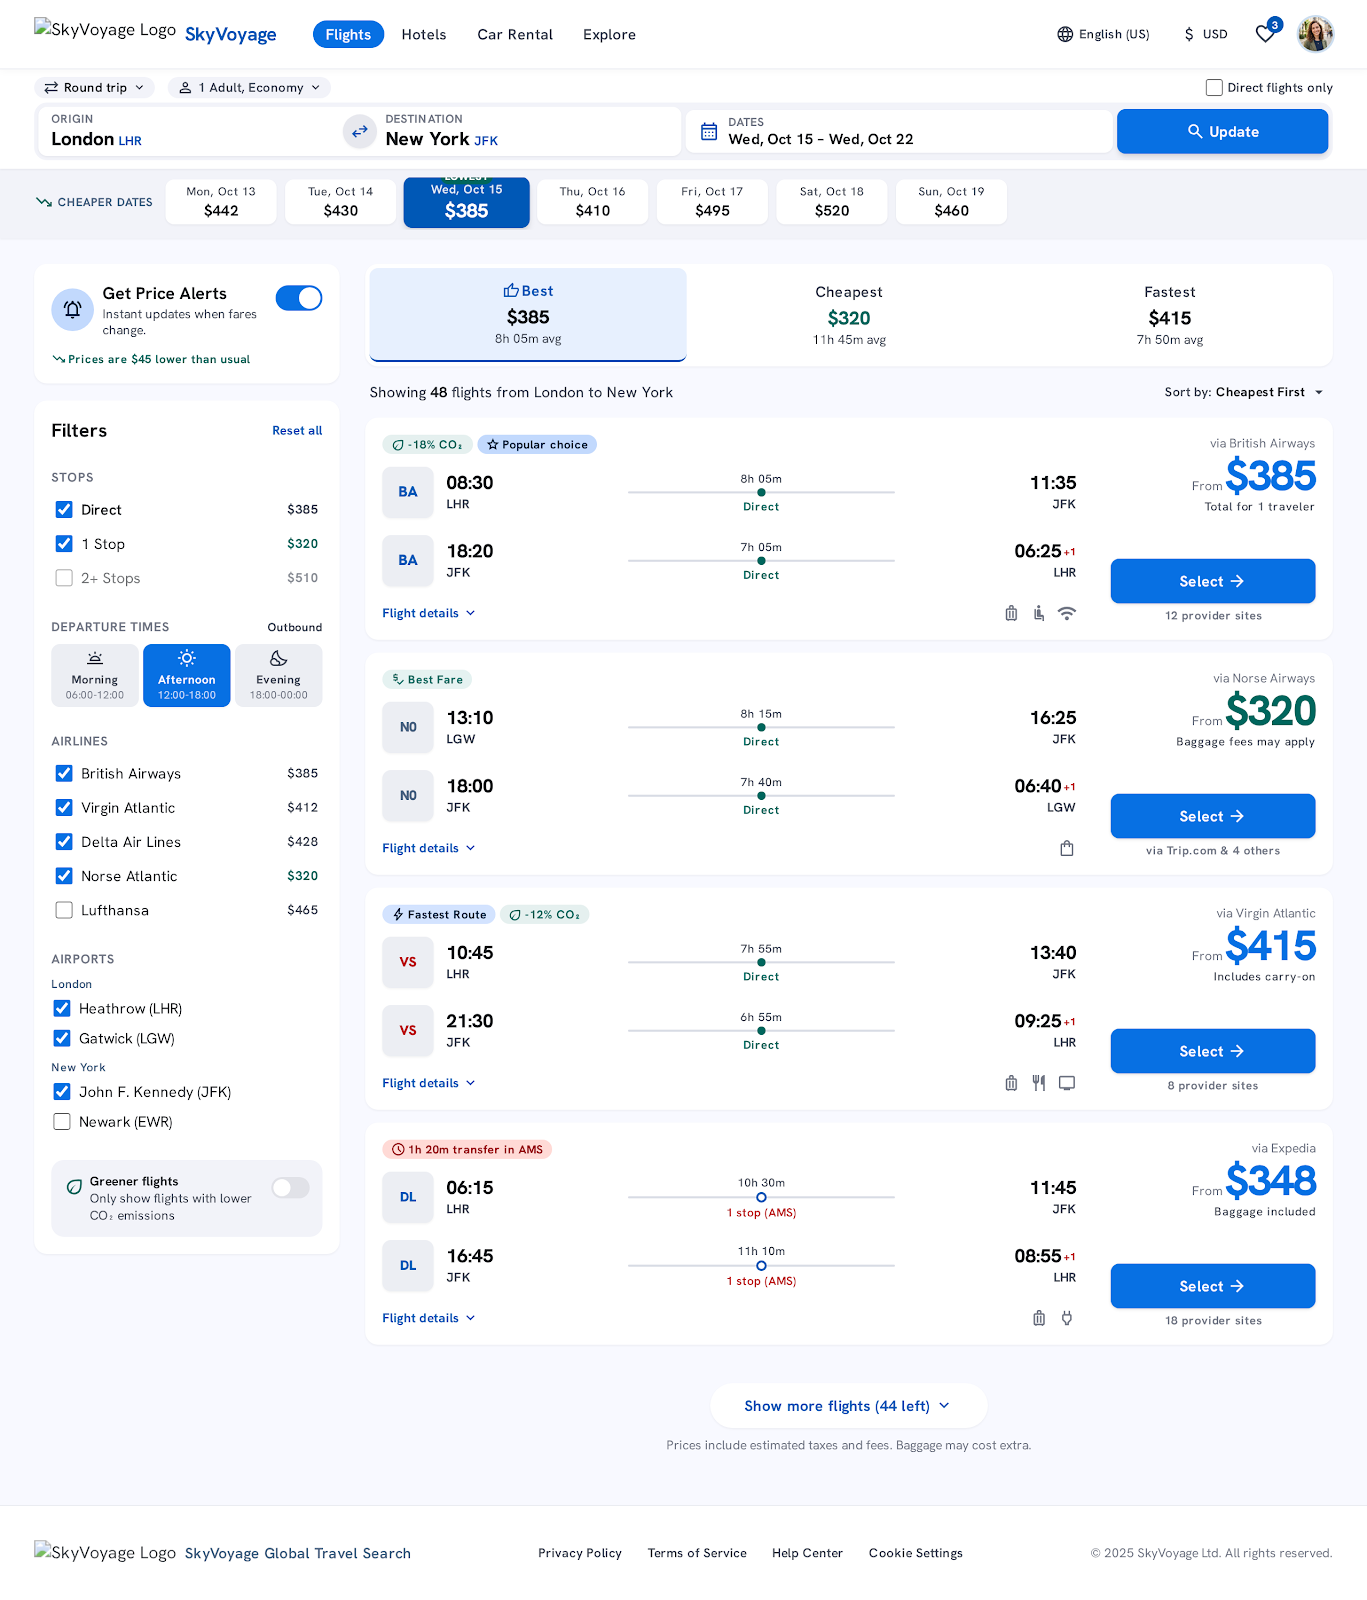 SkyVoyage Logo SkyVoyage Flights Hotels Car Rental Explore English (US) $ USD 3
Round trip 1 Adult, Economy Direct flights only
ORIGIN
London LHR
DESTINATION
New York JFK
DATES
Wed, Oct 15 – Wed, Oct 22
Update
CHEAPER DATES
Mon, Oct 13
$442
Tue, Oct 14
$430
LOWEST
Wed, Oct 15
$385
Thu, Oct 16
$410
Fri, Oct 17
$495
Sat, Oct 18
$520
Sun, Oct 19
$460
Get Price Alerts
Instant updates when fares
change.
Prices are $45 lower than usual
Filters Reset all
STOPS
Direct $385
1 Stop $320
2+ Stops $510
DEPARTURE TIMES Outbound
Morning
06:00-12:00
Afternoon
12:00-18:00
Evening
18:00-00:00
AIRLINES
British Airways $385
Virgin Atlantic $412
Delta Air Lines $428
Norse Atlantic $320
Lufthansa $465
AIRPORTS
London
Heathrow (LHR)
Gatwick (LGW)
New York
John F. Kennedy (JFK)
Newark (EWR)
Greener flights
Only show flights with lower
CO₂ emissions
Best
$385
8h 05m avg
Cheapest
$320
11h 45m avg
Fastest
$415
7h 50m avg
Showing 48 flights from London to New York Sort by: Cheapest First
-18% CO₂ Popular choice
BA 08:30 8h 05m 11:35
LHR Direct JFK
BA 18:20 7h 05m 06:25 +1
JFK Direct LHR
Flight details
via British Airways
From $385
Total for 1 traveler
Select
12 provider sites
Best Fare
N0 13:10 8h 15m 16:25
LGW Direct JFK
N0 18:00 7h 40m 06:40 +1
JFK Direct LGW
Flight details
via Norse Airways
From $320
Baggage fees may apply
Select
via Trip.com & 4 others
Fastest Route -12% CO₂
VS 10:45 7h 55m 13:40
LHR Direct JFK
VS 21:30 6h 55m 09:25 +1
JFK Direct LHR
Flight details
via Virgin Atlantic
From $415
Includes carry-on
Select
8 provider sites
1h 20m transfer in AMS
DL 06:15 10h 30m 11:45
LHR 1 stop (AMS) JFK
DL 16:45 11h 10m 08:55 +1
JFK 1 stop (AMS) LHR
Flight details
via Expedia
From $348
Baggage included
Select
18 provider sites
Show more flights (44 left)
Prices include estimated taxes and fees. Baggage may cost extra.
SkyVoyage Logo SkyVoyage Global Travel Search Privacy Policy Terms of Service Help Center Cookie Settings © 2025 SkyVoyage Ltd. All rights reserved.